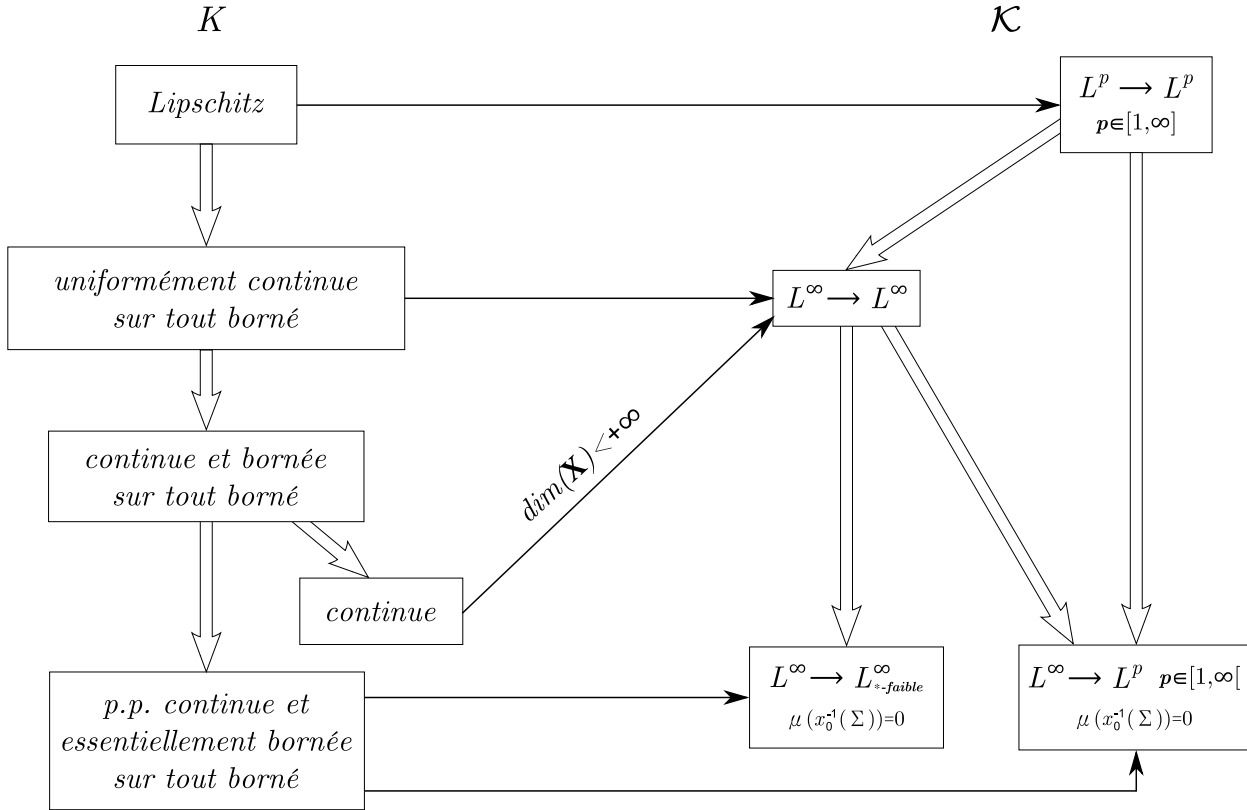 K
𝒦
Lipschitz
L^p ⟶ L^p
p∈[1,∞]
uniformément continue
sur tout borné
L^∞ ⟶ L^∞
dim(X) < +∞
continue et bornée
sur tout borné
continue
p.p. continue et
essentiellement bornée
sur tout borné
L^∞ ⟶ L^∞_{*-faible}
μ(x_0^{-1}(Σ))=0
L^∞ ⟶ L^p p∈[1,∞[
μ(x_0^{-1}(Σ))=0